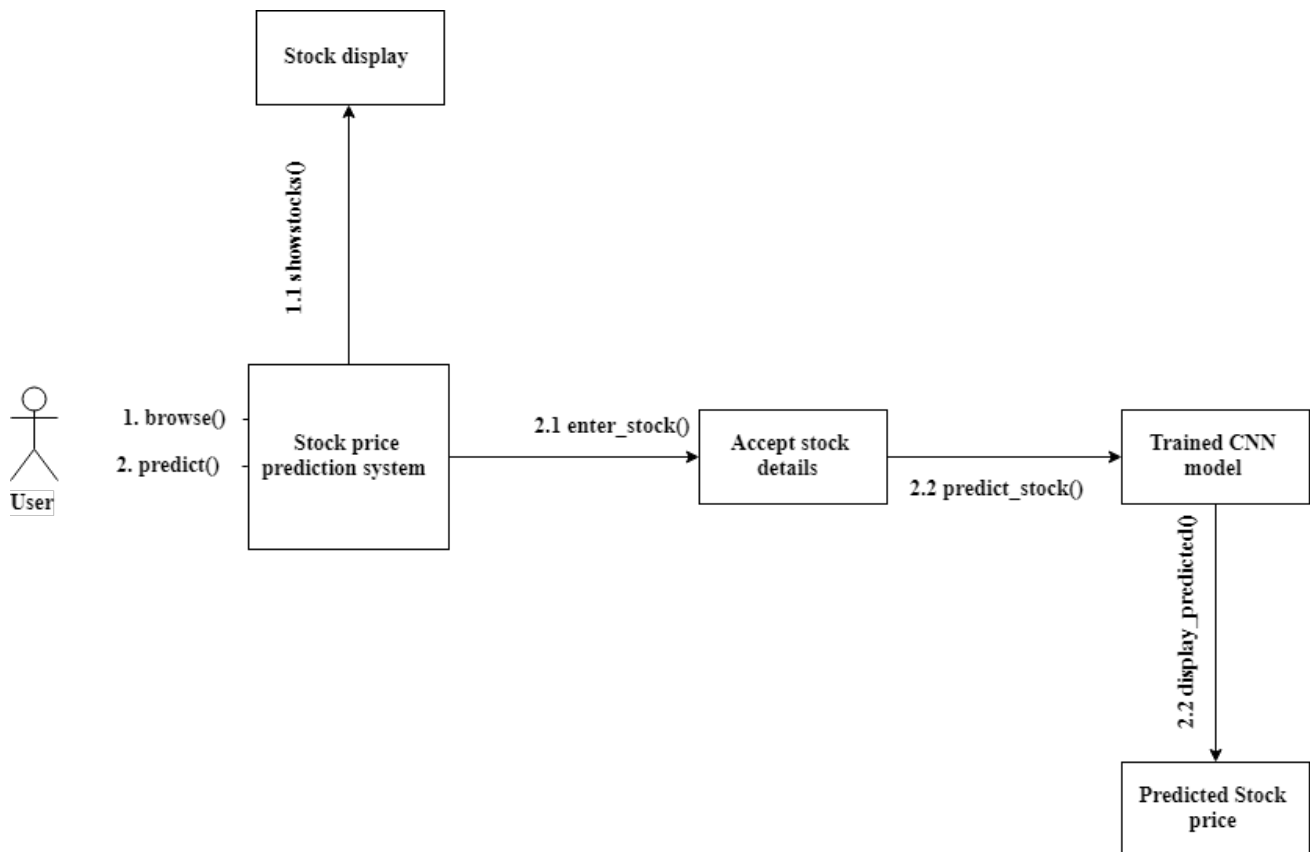 Stock display
1.1 showstocks()
1. browse()
2. predict()
User
Stock price
prediction system
2.1 enter_stock()
Accept stock
details
2.2 predict_stock()
Trained CNN
model
2.2 display_predicted()
Predicted Stock
price